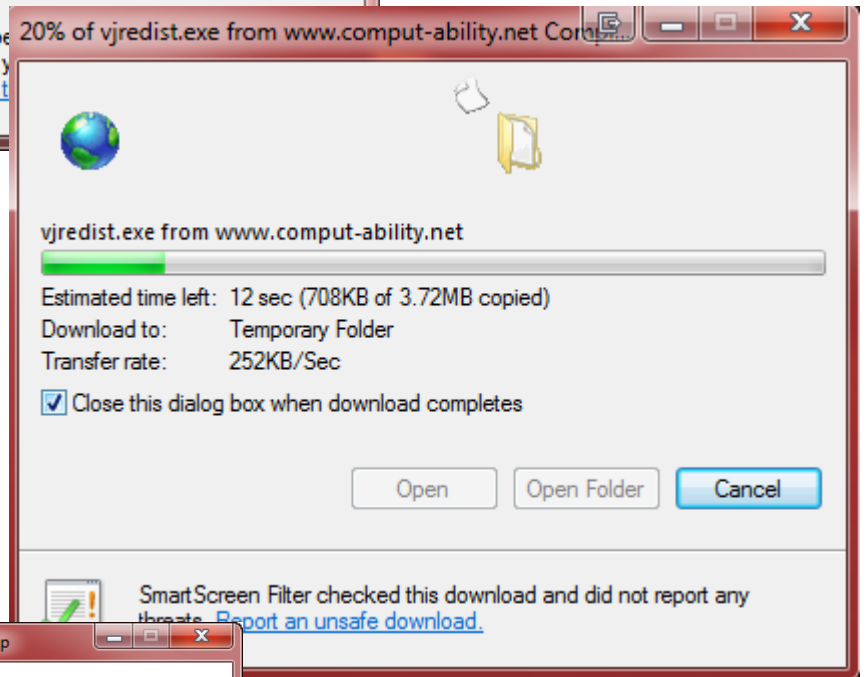 20% of vjredist.exe from www.comput-ability.net Compl...
vjredist.exe from www.comput-ability.net
Estimated time left: 12 sec (708KB of 3.72MB copied)
Download to: Temporary Folder
Transfer rate: 252KB/Sec
Close this dialog box when download completes
Open
Open Folder
Cancel
SmartScreen Filter checked this download and did not report any
threats. Report an unsafe download.